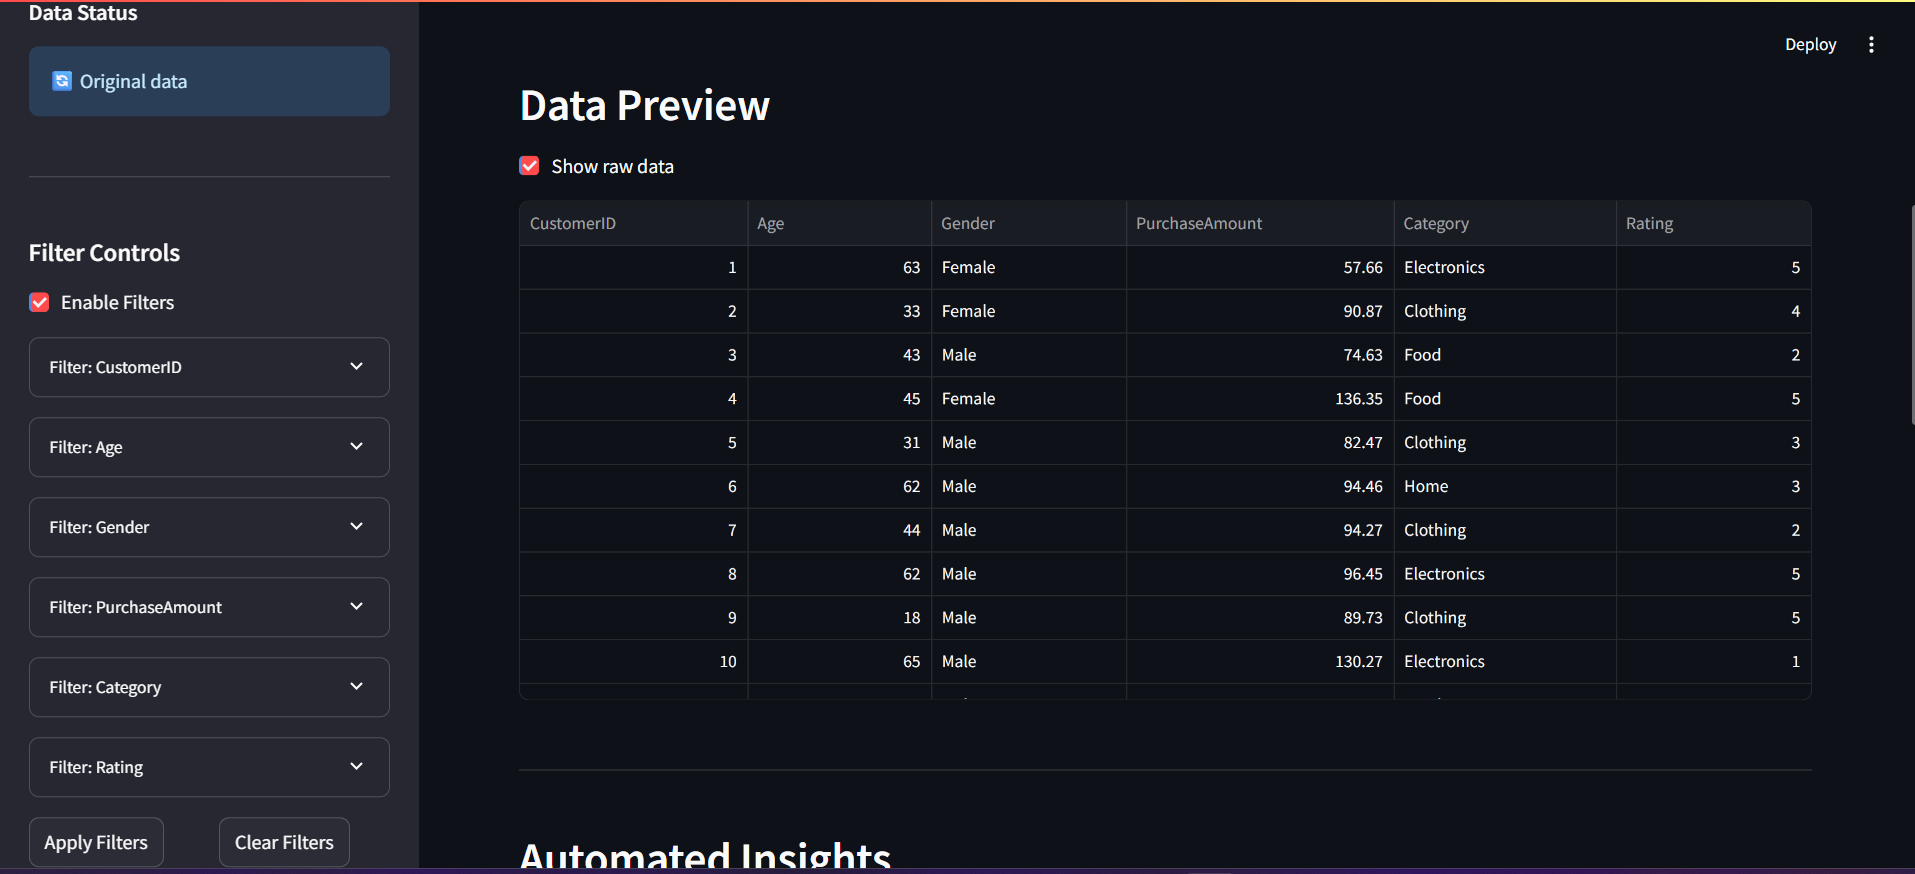 Data Status
Original data
Filter Controls
Enable Filters
Filter: CustomerID
Filter: Age
Filter: Gender
Filter: PurchaseAmount
Filter: Category
Filter: Rating
Apply Filters Clear Filters
Deploy
Data Preview
Show raw data
CustomerID Age Gender PurchaseAmount Category Rating
1 63 Female 57.66 Electronics 5
2 33 Female 90.87 Clothing 4
3 43 Male 74.63 Food 2
4 45 Female 136.35 Food 5
5 31 Male 82.47 Clothing 3
6 62 Male 94.46 Home 3
7 44 Male 94.27 Clothing 2
8 62 Male 96.45 Electronics 5
9 18 Male 89.73 Clothing 5
10 65 Male 130.27 Electronics 1
Automated Insights